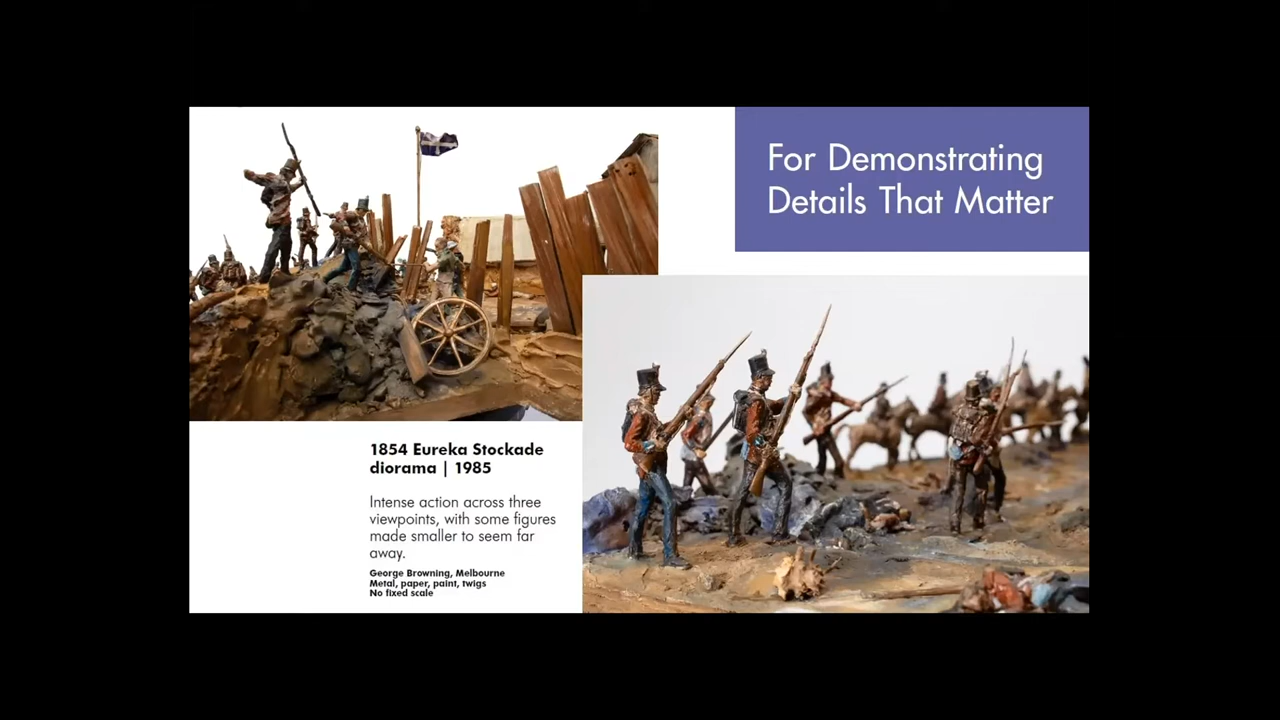 For Demonstrating
Details That Matter
1854 Eureka Stockade
diorama | 1985
Intense action across three
viewpoints, with some figures
made smaller to seem far
away.
George Browning, Melbourne
Metal, paper, paint, twigs
No fixed scale